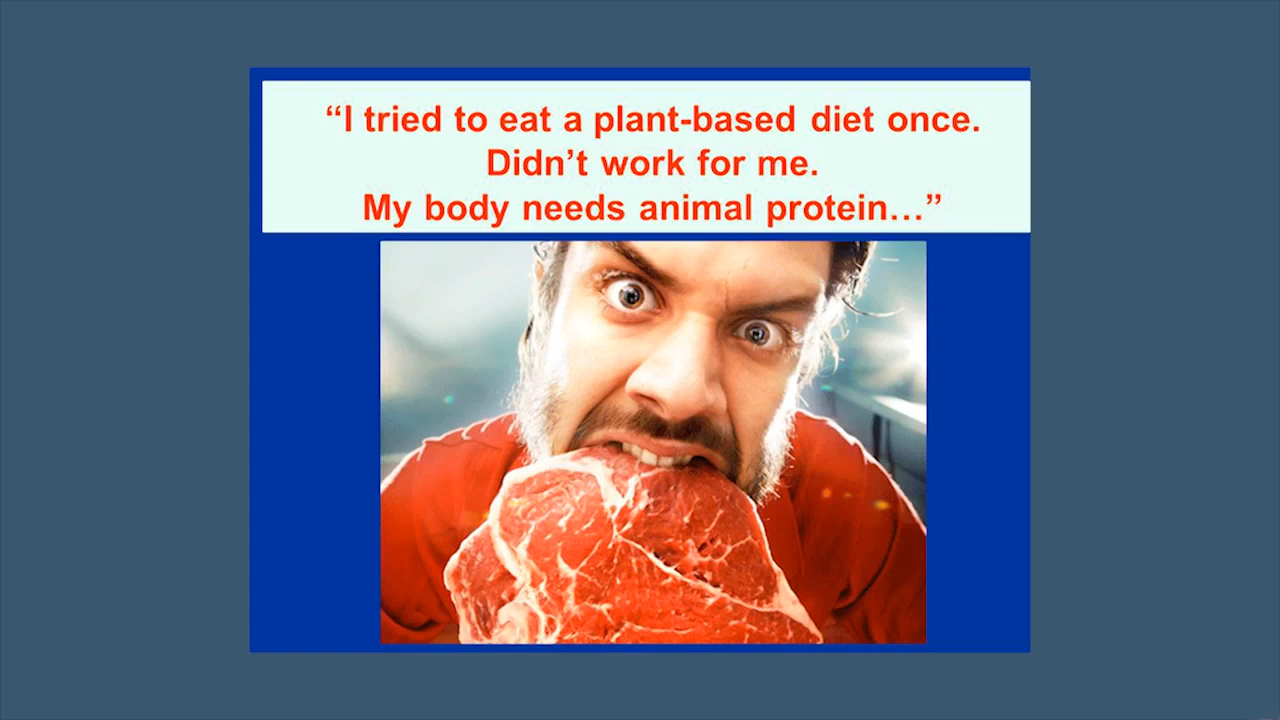 “I tried to eat a plant-based diet once.
Didn’t work for me.
My body needs animal protein…”